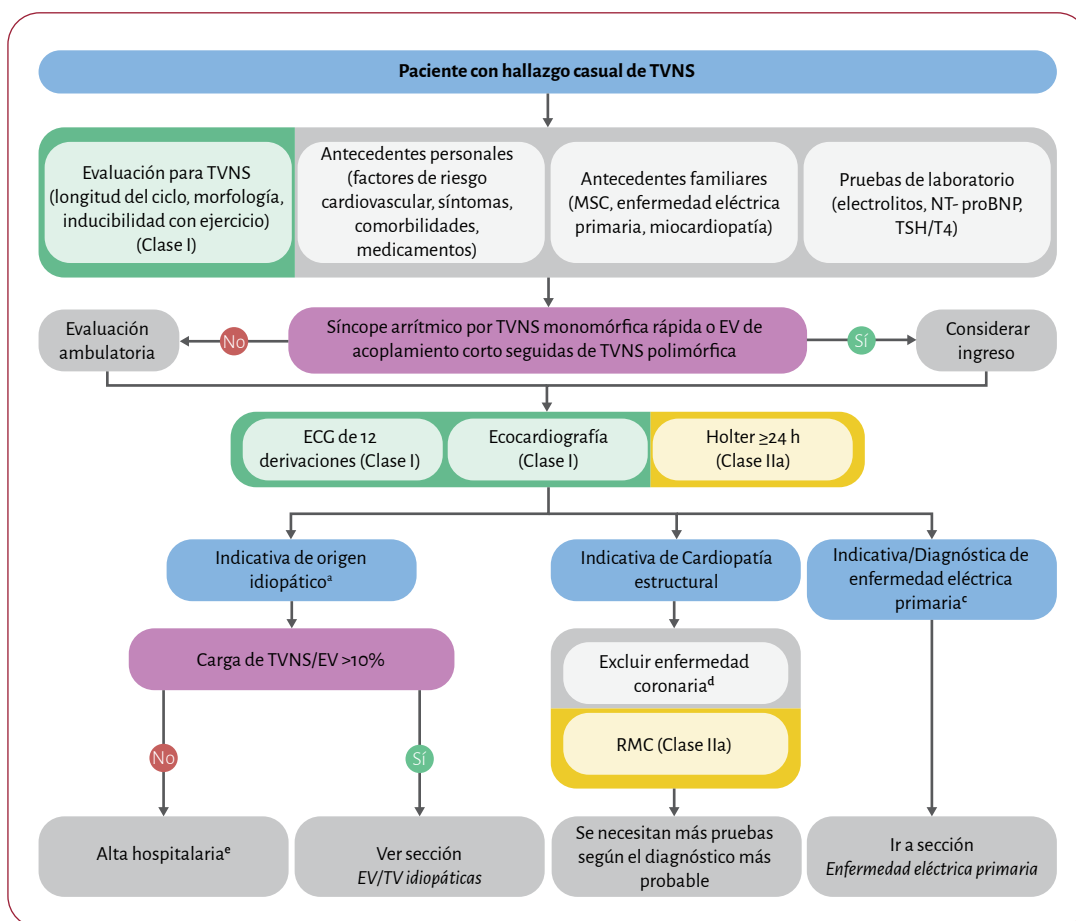 Paciente con hallazgo casual de TVNS
Evaluación para TVNS
(longitud del ciclo, morfología,
inducibilidad con ejercicio)
(Clase I)
Antecedentes personales
(factores de riesgo
cardiovascular, síntomas,
comorbilidades,
medicamentos)
Antecedentes familiares
(MSC, enfermedad eléctrica
primaria, miocardiopatía)
Pruebas de laboratorio
(electrolitos, NT- proBNP,
TSH/T4)
Evaluación
ambulatoria
No
Síncope arrítmico por TVNS monomórfica rápida o EV de
acoplamiento corto seguidas de TVNS polimórfica
Sí
Considerar
ingreso
ECG de 12
derivaciones (Clase I)
Ecocardiografía
(Clase I)
Holter ≥24 h
(Clase IIa)
Indicativa de origen
idiopáticoᵃ
Indicativa de Cardiopatía
estructural
Indicativa/Diagnóstica de
enfermedad eléctrica
primariaᶜ
Carga de TVNS/EV >10%
Excluir enfermedad
coronariaᵈ
RMC (Clase IIa)
No
Sí
Alta hospitalariaᵉ
Ver sección
EV/TV idiopáticas
Se necesitan más pruebas
según el diagnóstico más
probable
Ir a sección
Enfermedad eléctrica primaria